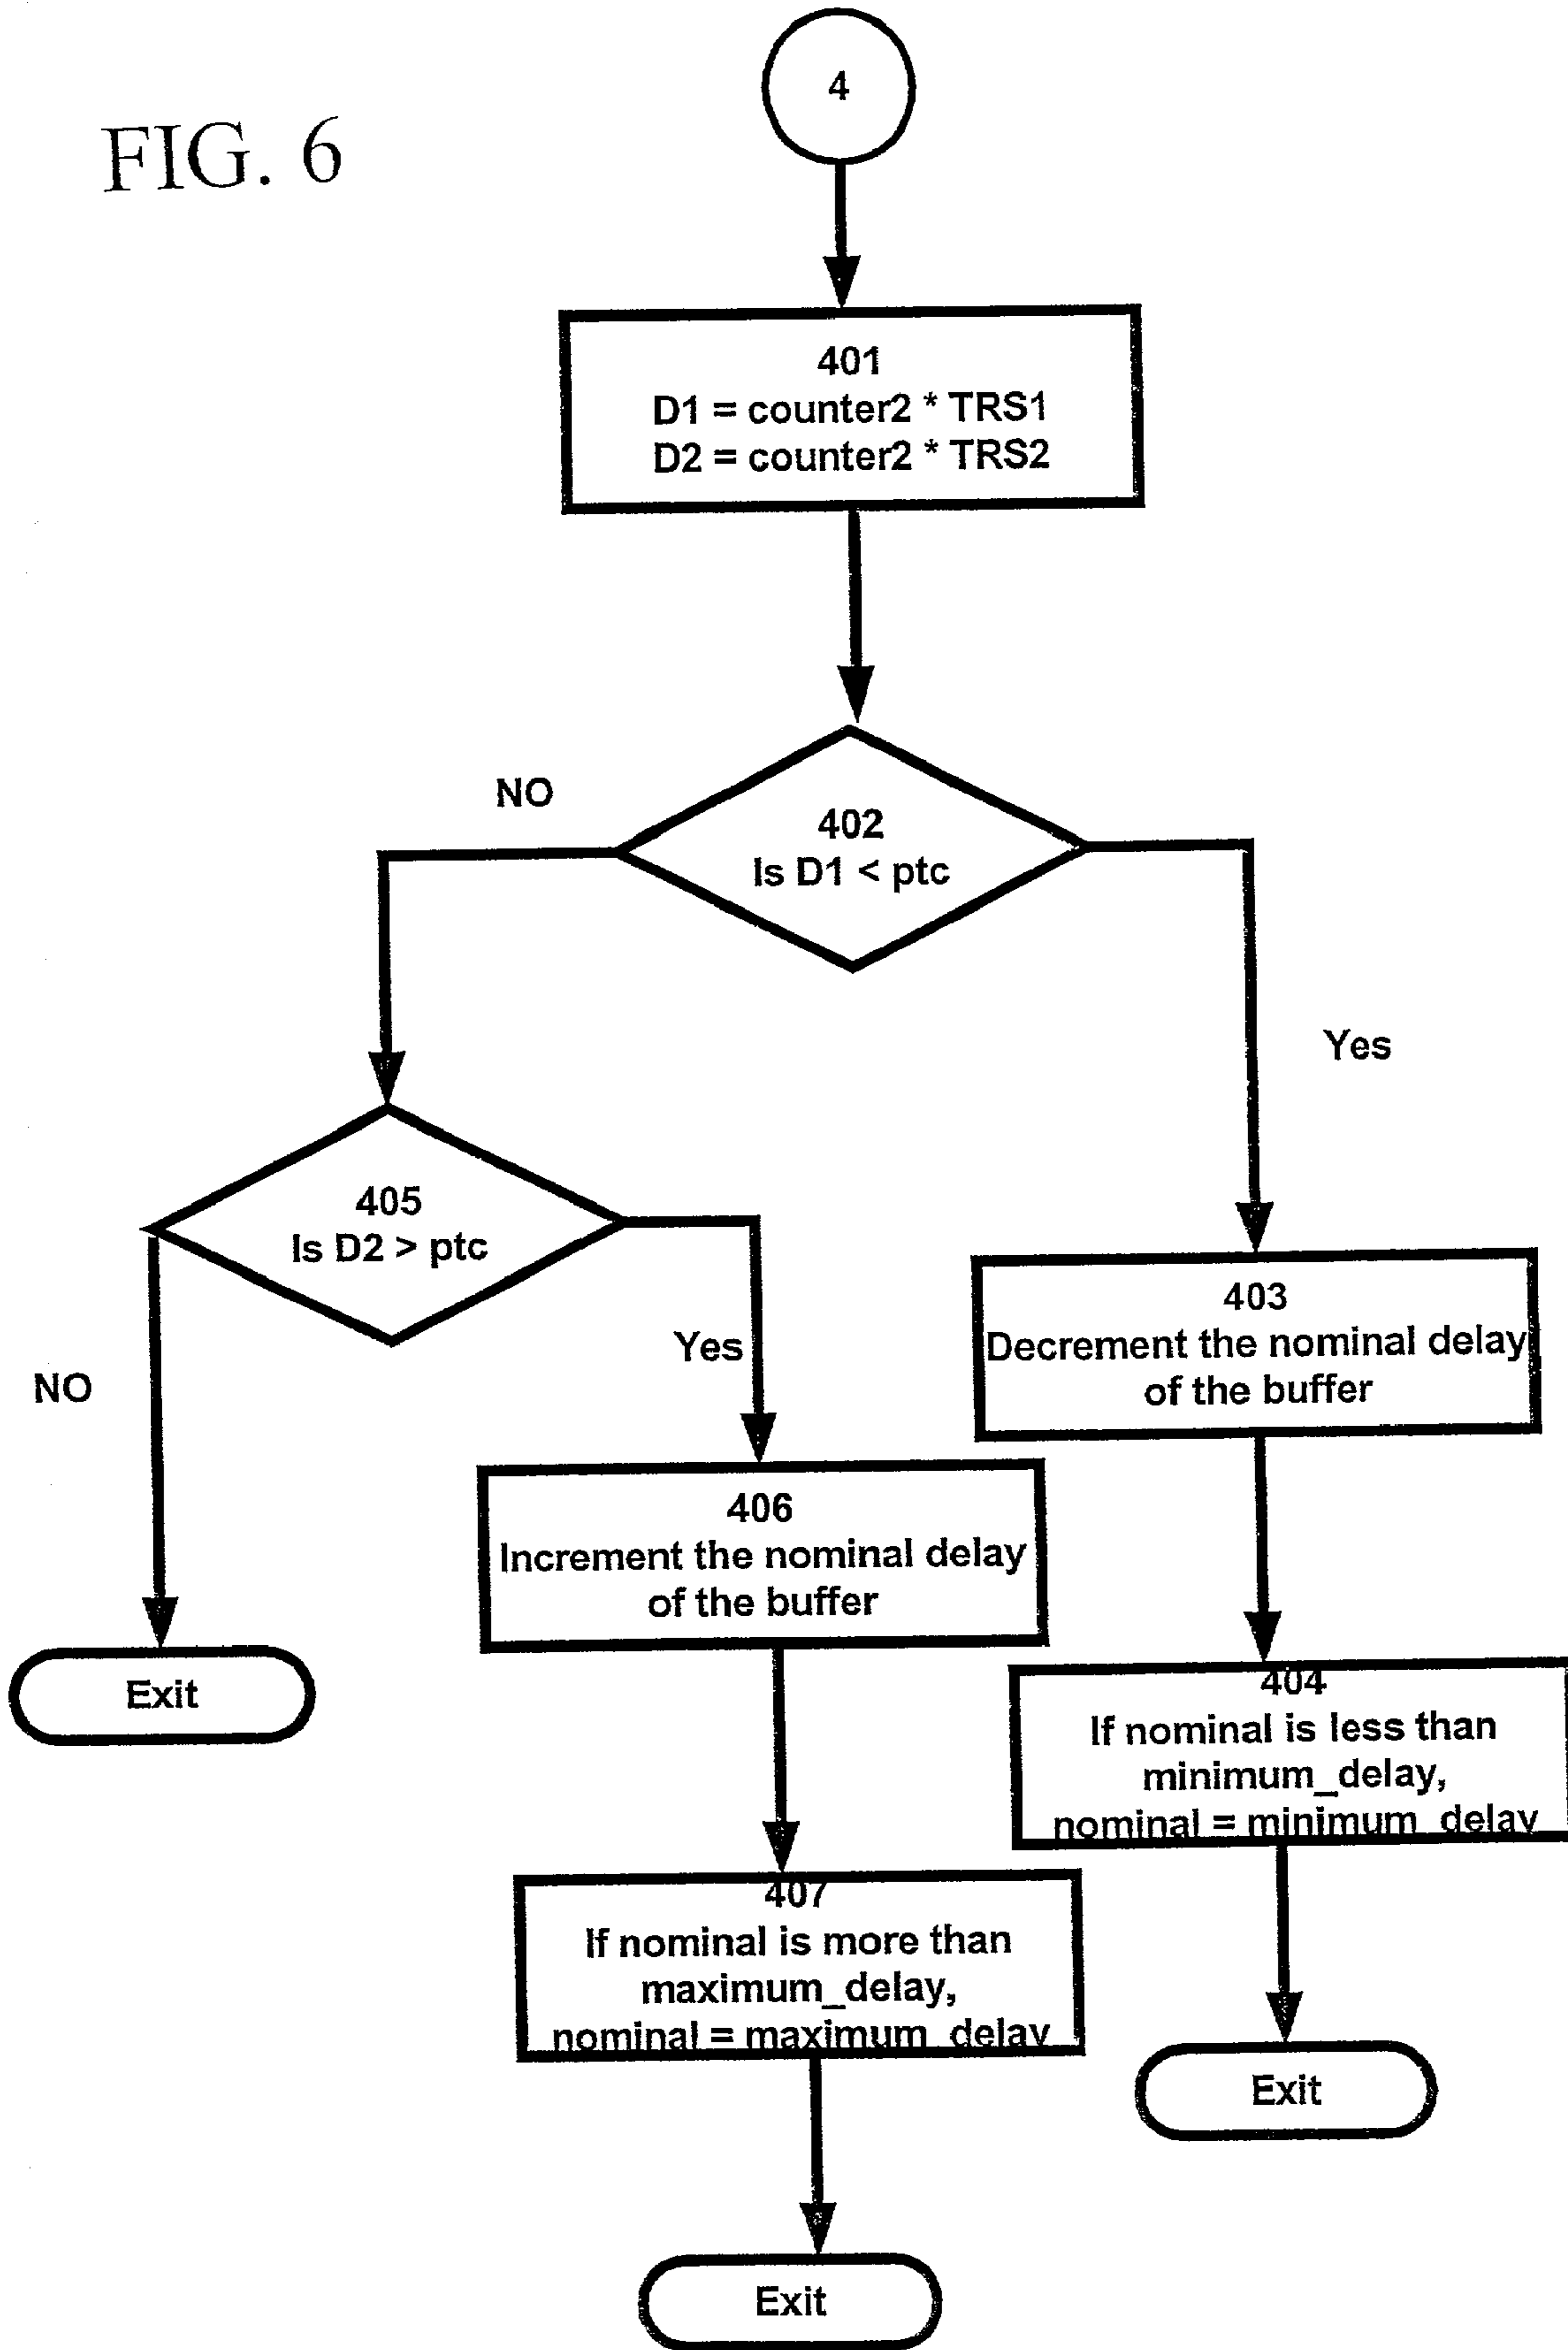 FIG. 6
4
401
D1 = counter2 * TRS1
D2 = counter2 * TRS2
NO
402
Is D1 < ptc
Yes
405
Is D2 > ptc
NO
Yes
403
Decrement the nominal delay
of the buffer
406
Increment the nominal delay
of the buffer
Exit
404
If nominal is less than
minimum_delay,
nominal = minimum_delay
407
If nominal is more than
maximum_delay,
nominal = maximum_delay
Exit
Exit